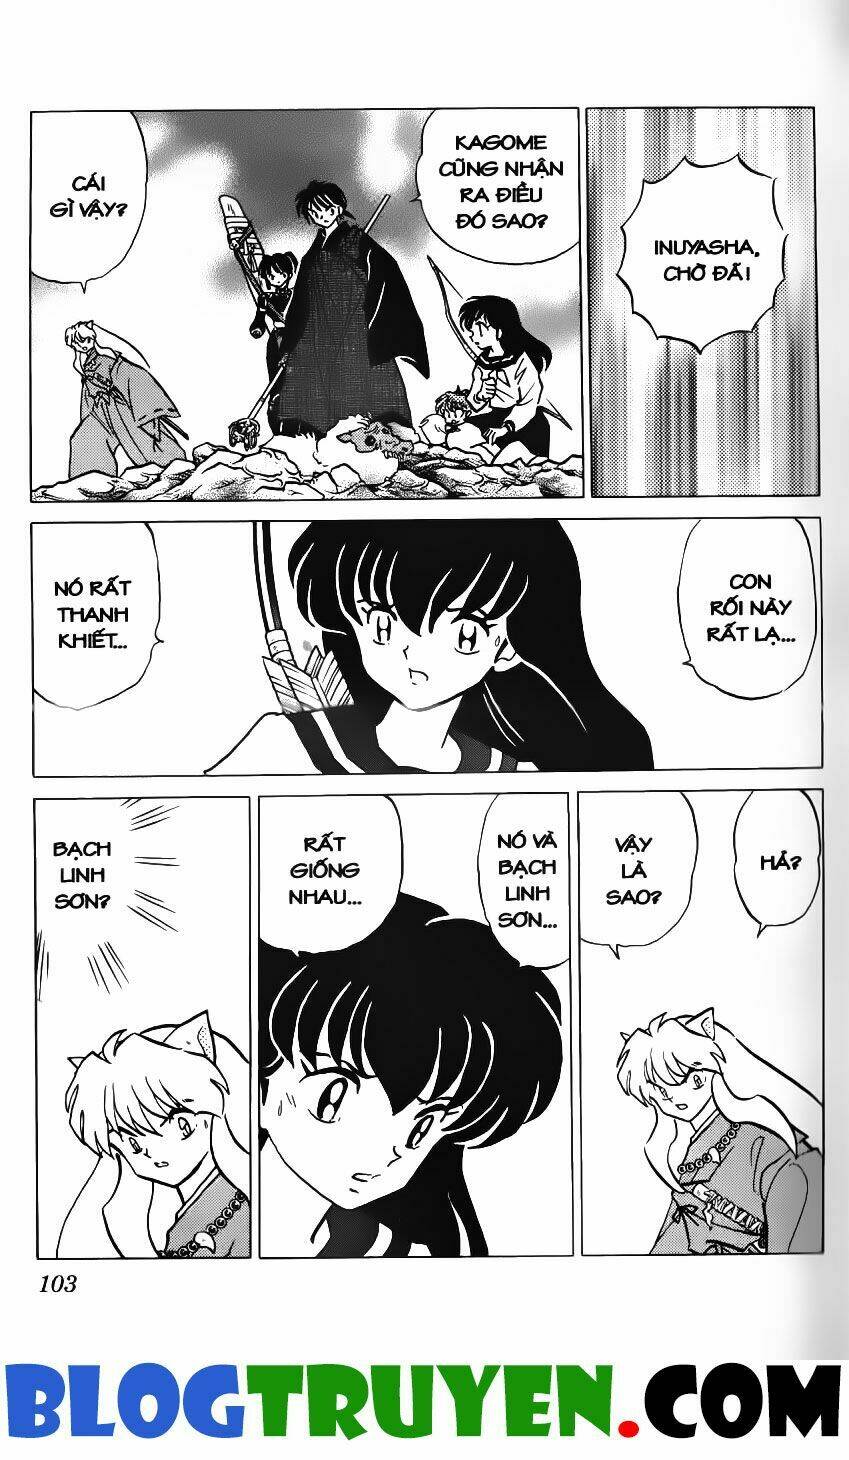 INUYASHA,
CHỜ ĐÃ!
KAGOME
CŨNG NHẬN
RA ĐIỀU
ĐÓ SAO?
CÁI
GÌ VẬY?
CON
RỐI NÀY
RẤT LẠ...
NÓ RẤT
THANH
KHIẾT...
HẢ?
VẬY
LÀ
SAO?
NÓ VÀ
BẠCH
LINH
SƠN...
RẤT
GIỐNG
NHAU...
BẠCH
LINH
SƠN?
103
BLOGTRUYEN.COM